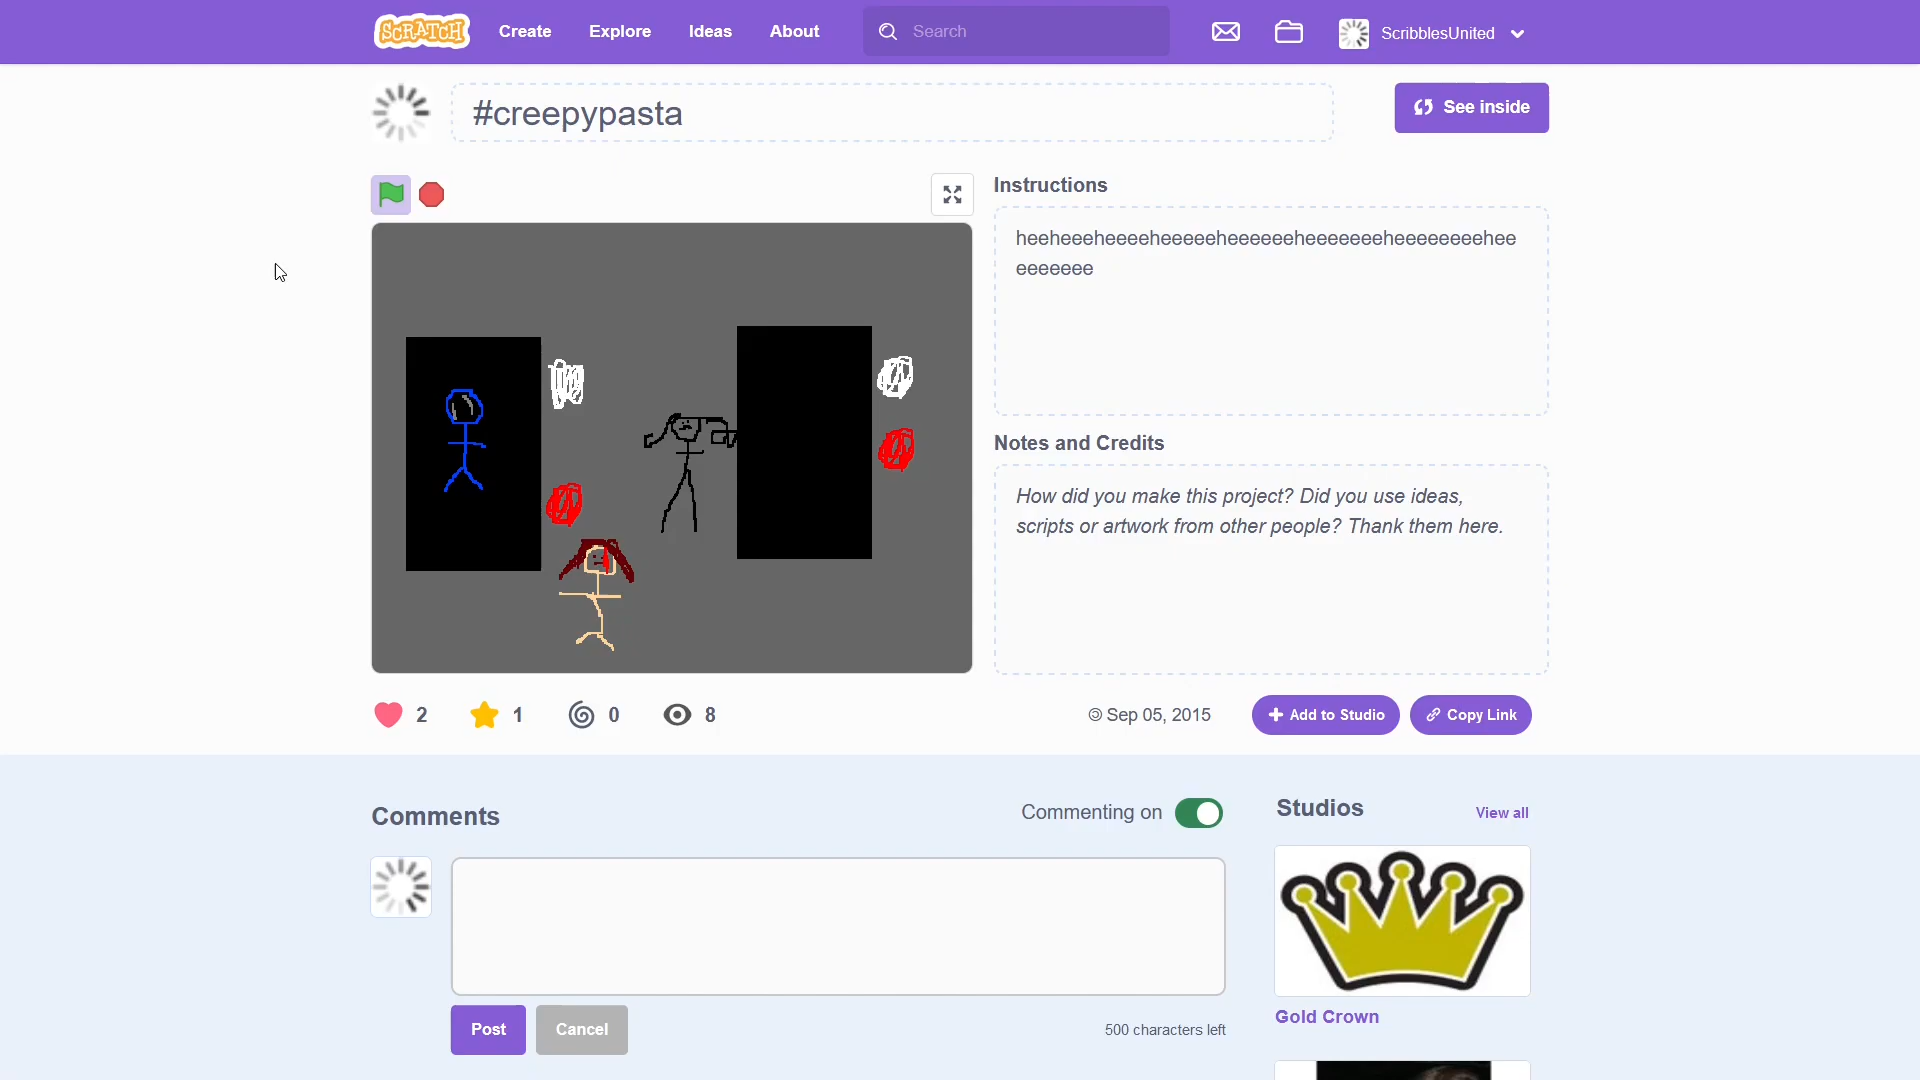 SCRATCH Create Explore Ideas About Search ScribblesUnited
#creepypasta
See inside
Instructions
heeheeeheeeeheeeeeheeeeeeheeeeeeeheeeeeeeehee
eeeeeee
Notes and Credits
How did you make this project? Did you use ideas,
scripts or artwork from other people? Thank them here.
2 1 0 8
Sep 05, 2015
Add to Studio
Copy Link
Comments
Commenting on
Studios
View all
Post
Cancel
500 characters left
Gold Crown